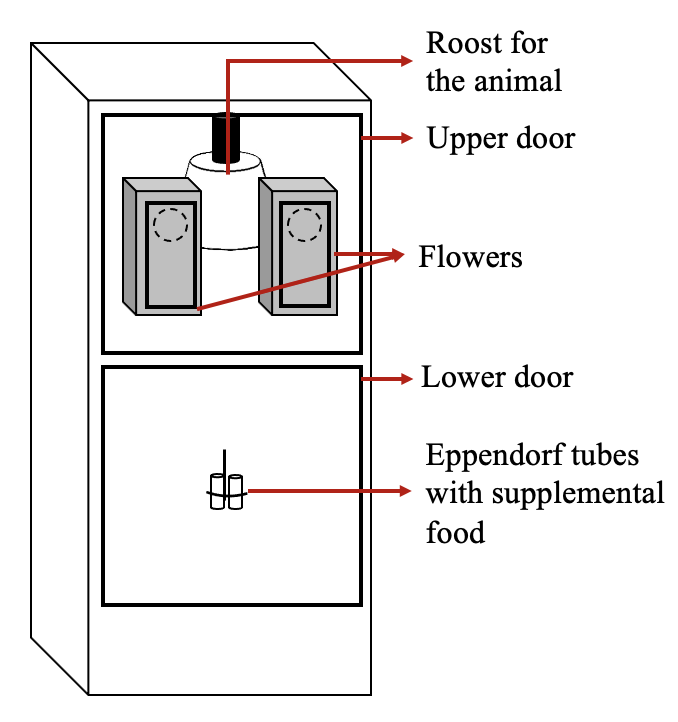 Roost for
the animal
Upper door
Flowers
Lower door
Eppendorf tubes
with supplemental
food